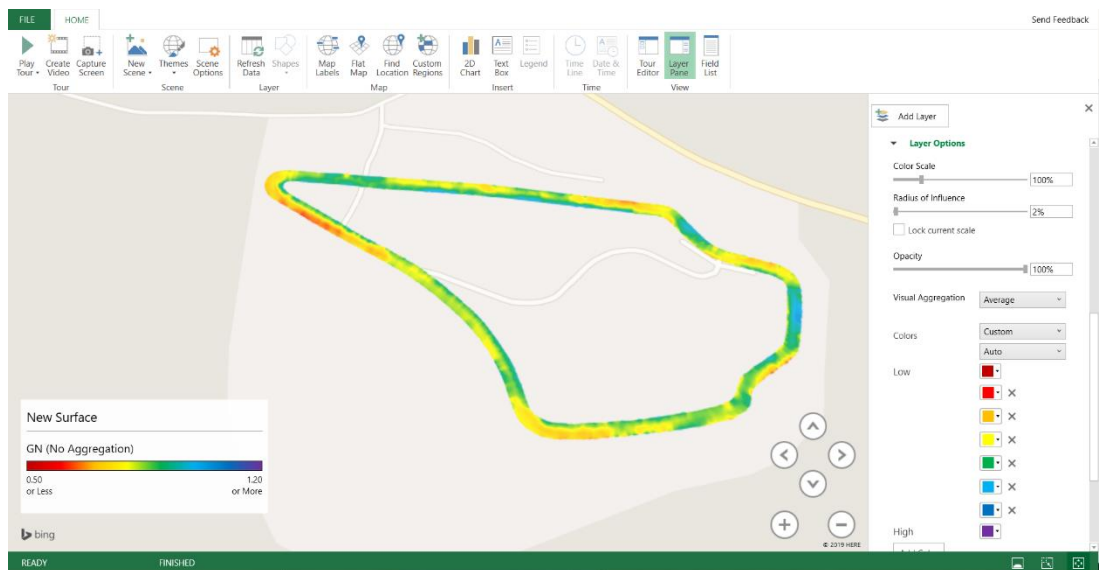 FILE HOME Send Feedback
Play Tour Create Video Capture Screen New Scene Themes Scene Options Refresh Data Shapes Map Labels Flat Map Find Location Custom Regions 2D Chart Text Box Legend Time Line Date & Time Tour Editor Layer Pane Field List
Tour Scene Layer Map Insert Time View
Add Layer
Layer Options
Color Scale
100%
Radius of Influence
2%
Lock current scale
Opacity
100%
Visual Aggregation Average
Colors Custom
Auto
Low
High
New Surface
GN (No Aggregation)
0.50 1.20
or Less or More
bing
© 2019 HERE
READY FINISHED